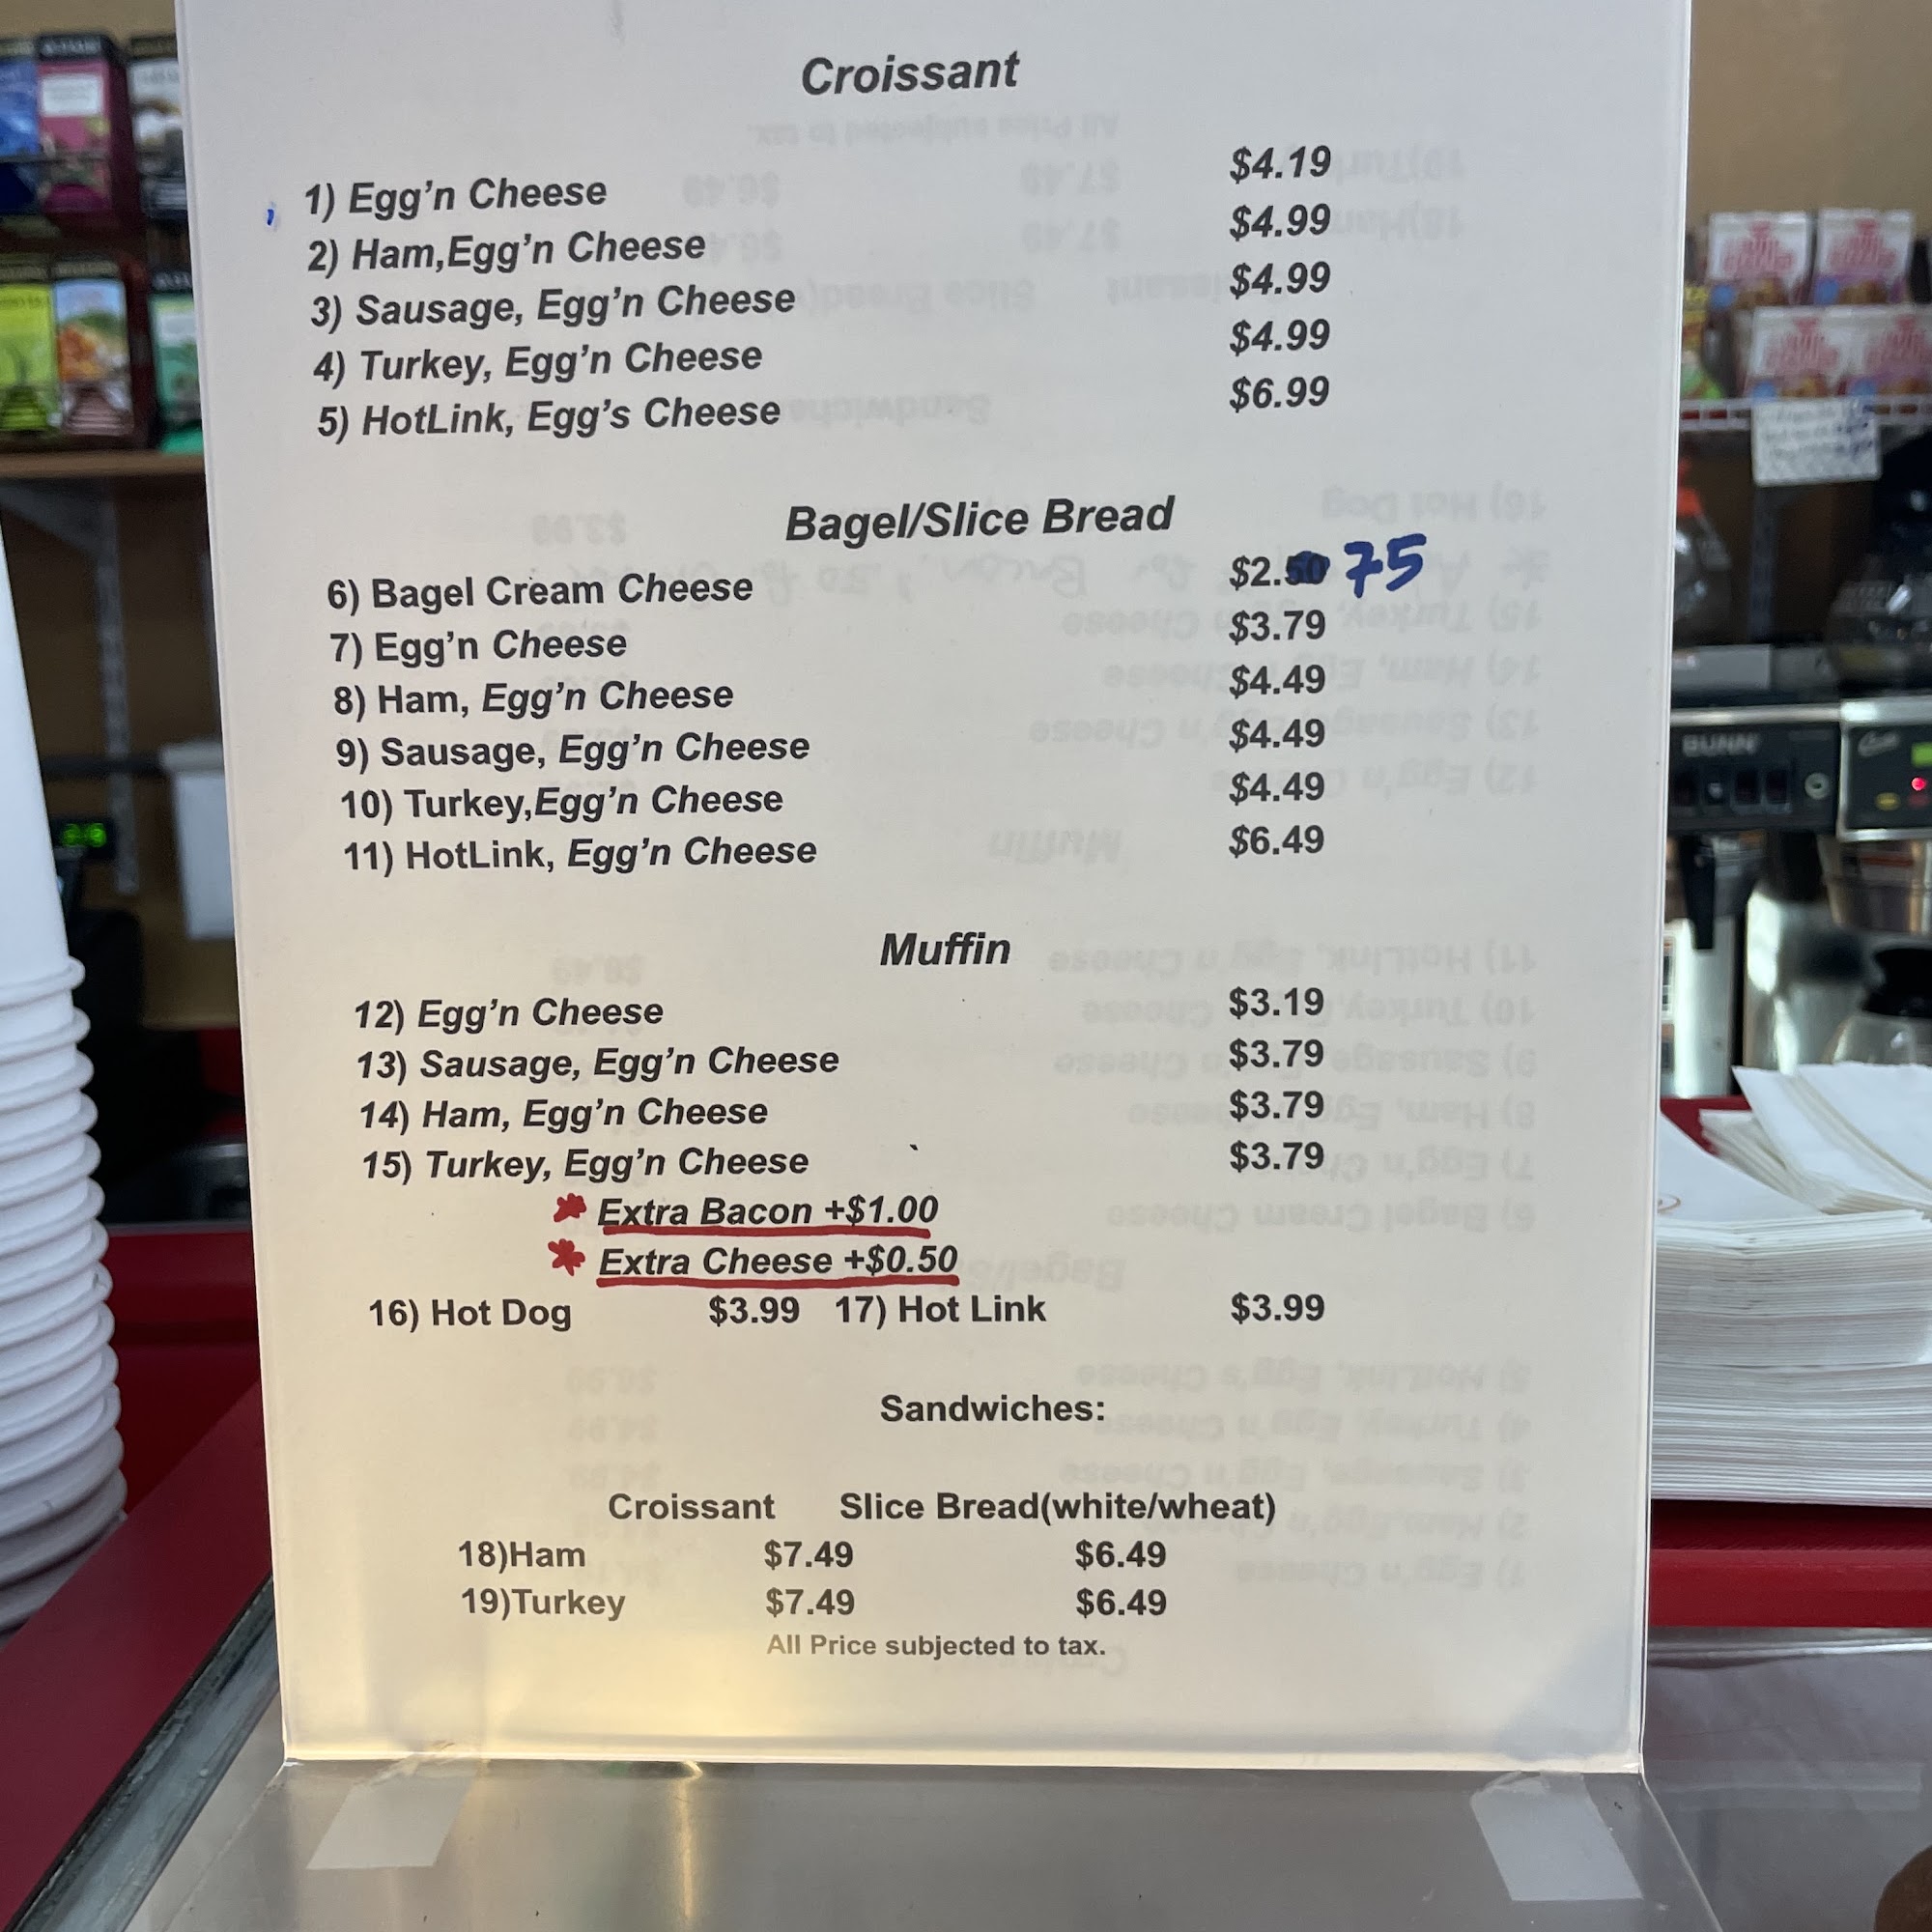 Croissant
1) Egg'n Cheese $4.19
2) Ham,Egg'n Cheese $4.99
3) Sausage, Egg'n Cheese $4.99
4) Turkey, Egg'n Cheese $4.99
5) HotLink, Egg's Cheese $6.99
Bagel/Slice Bread
6) Bagel Cream Cheese $2.50 75
7) Egg'n Cheese $3.79
8) Ham, Egg'n Cheese $4.49
9) Sausage, Egg'n Cheese $4.49
10) Turkey,Egg'n Cheese $4.49
11) HotLink, Egg'n Cheese $6.49
Muffin
12) Egg'n Cheese $3.19
13) Sausage, Egg'n Cheese $3.79
14) Ham, Egg'n Cheese $3.79
15) Turkey, Egg'n Cheese $3.79
* Extra Bacon +$1.00
* Extra Cheese +$0.50
16) Hot Dog $3.99 17) Hot Link $3.99
Sandwiches:
Croissant Slice Bread(white/wheat)
18)Ham $7.49 $6.49
19)Turkey $7.49 $6.49
All Price subjected to tax.
BUNN